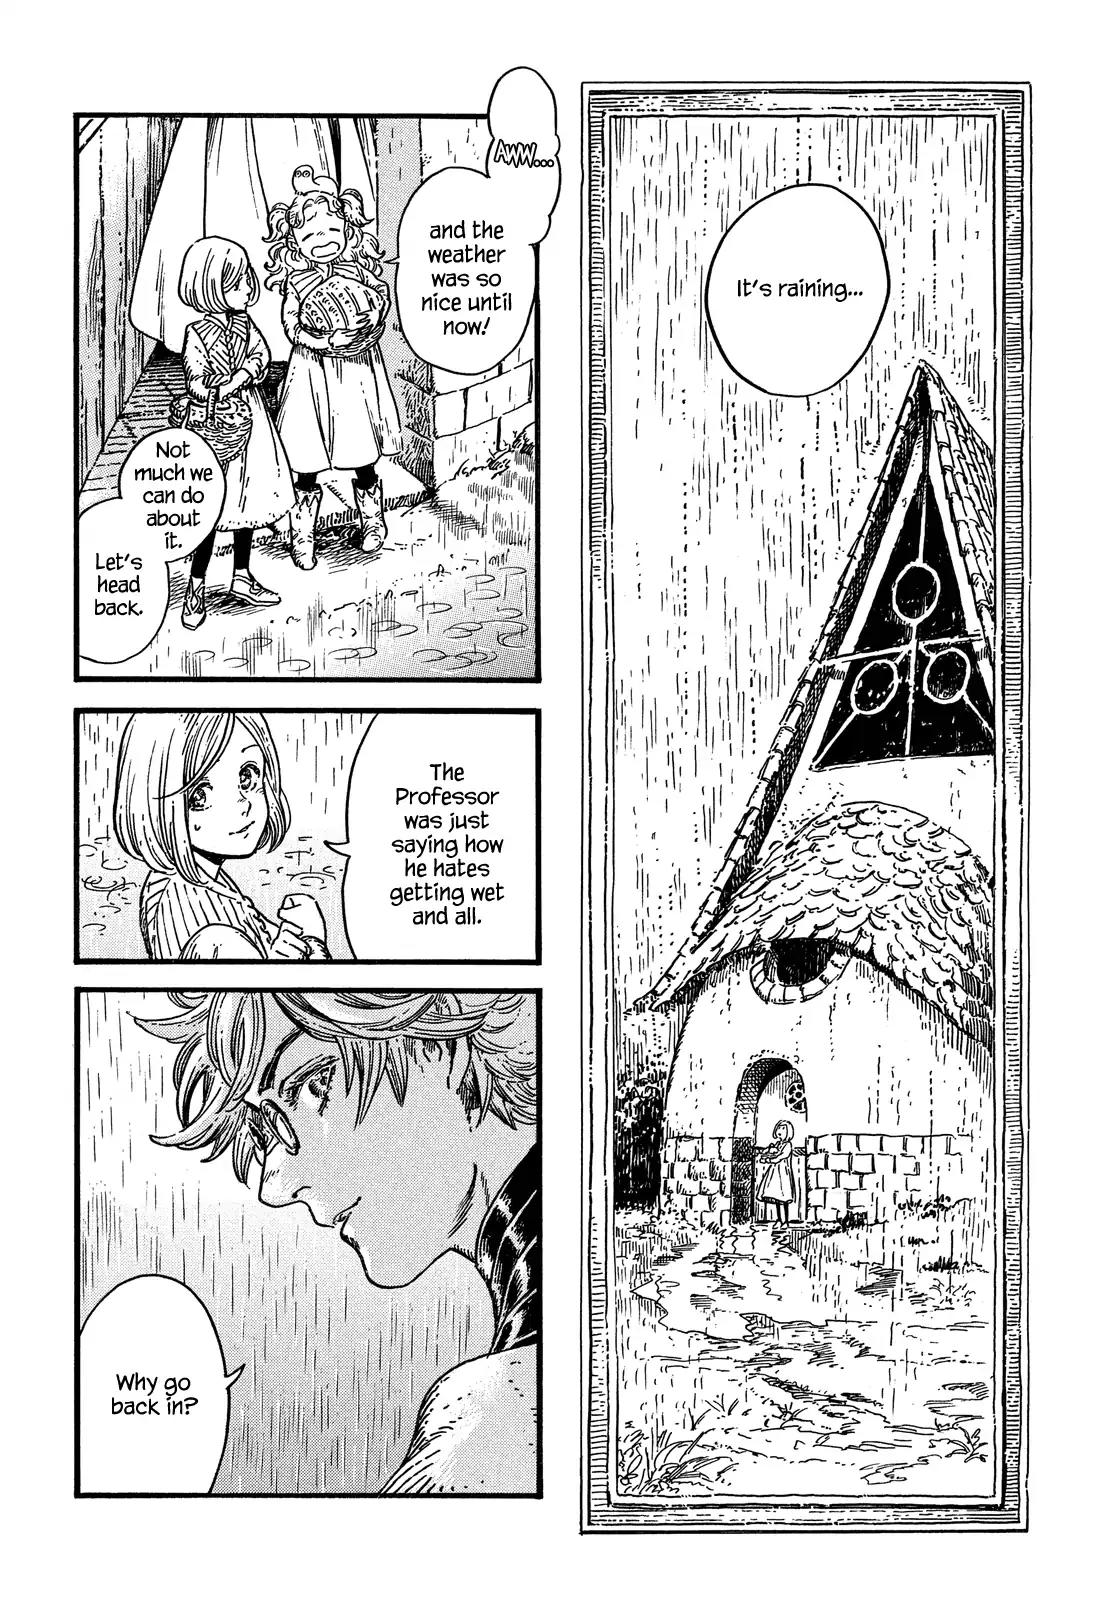 It's raining...
AWW...
and the
weather
was so
nice until
now!
Not
much we
can do
about
it.
Let's
head
back.
The
Professor
was just
saying how
he hates
getting wet
and all.
Why go
back in?